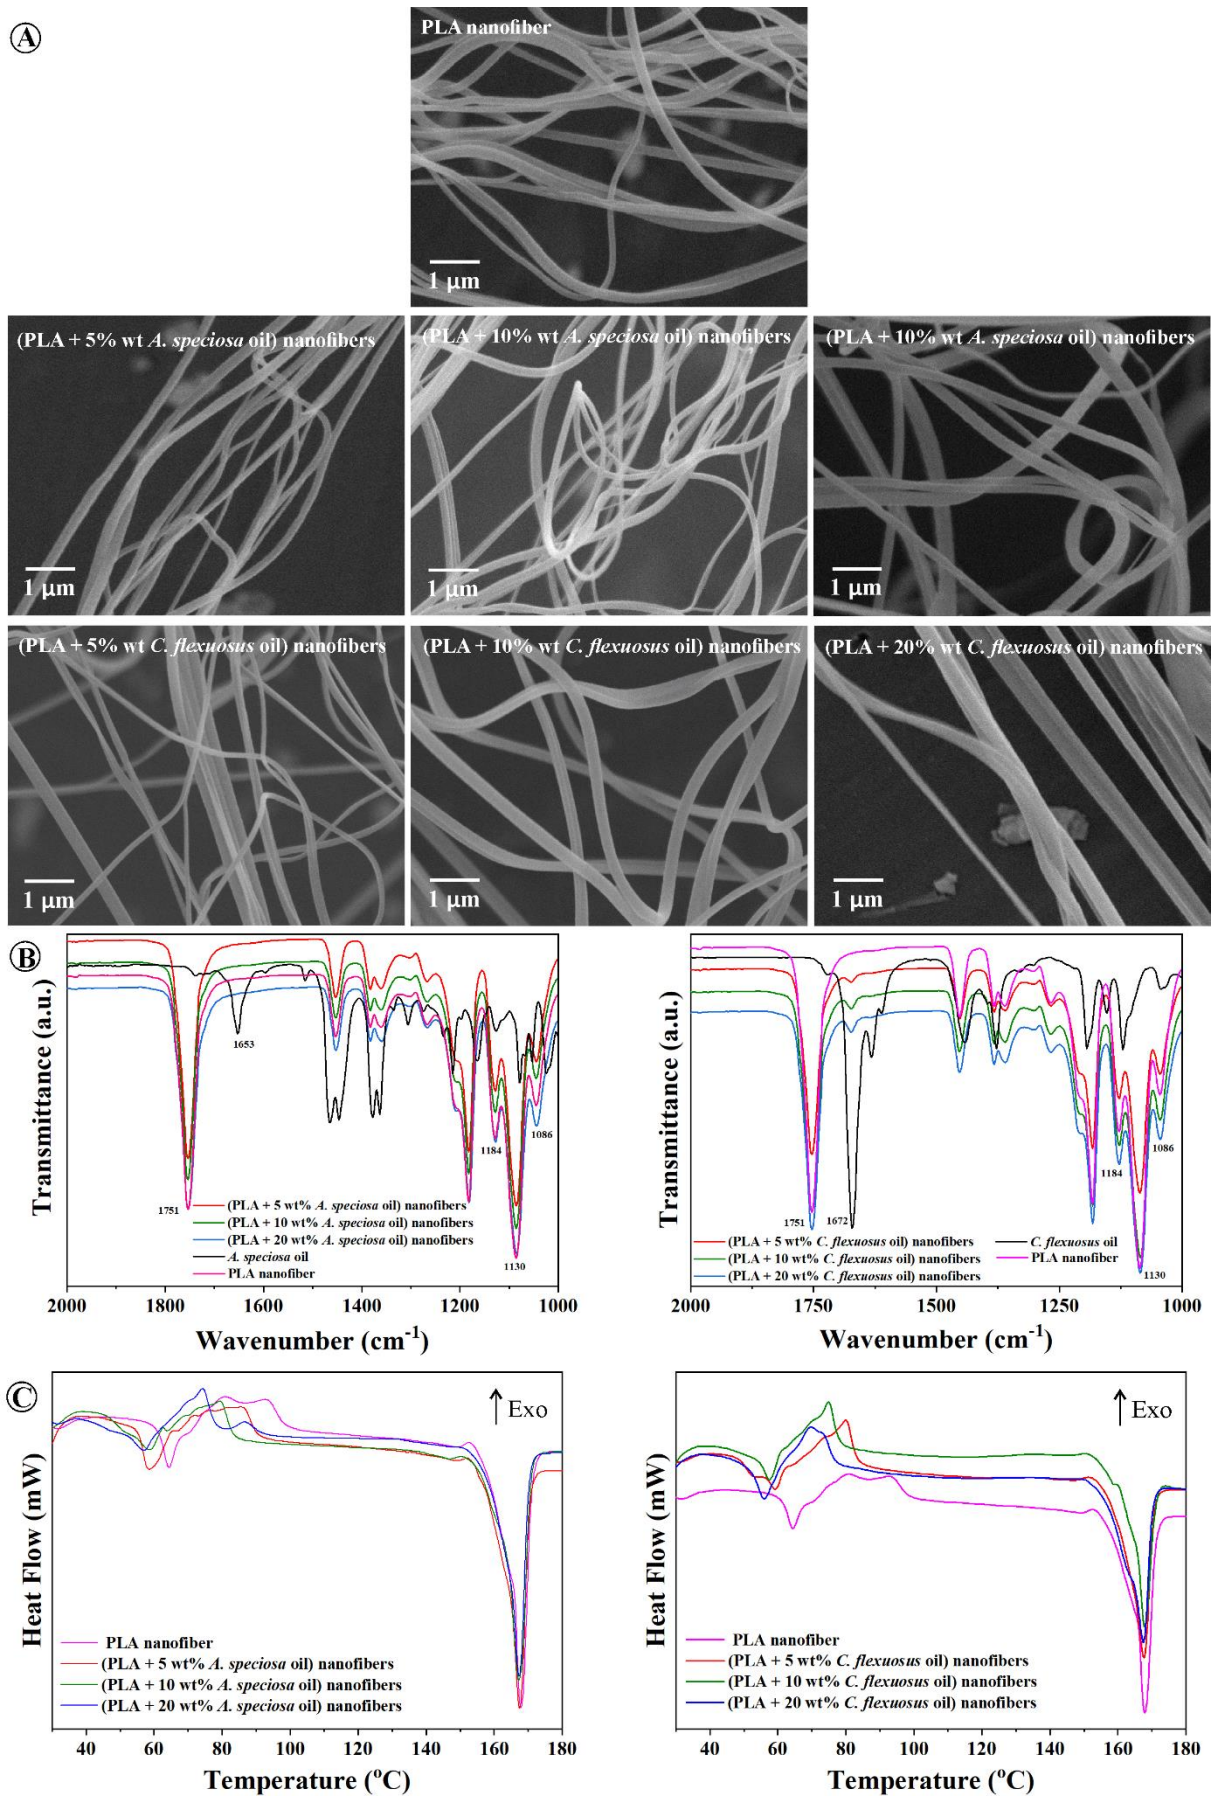 A
PLA nanofiber
1 μm
(PLA + 5% wt A. speciosa oil) nanofibers
1 μm
(PLA + 10% wt A. speciosa oil) nanofibers
1 μm
(PLA + 10% wt A. speciosa oil) nanofibers
1 μm
(PLA + 5% wt C. flexuosus oil) nanofibers
1 μm
(PLA + 10% wt C. flexuosus oil) nanofibers
1 μm
(PLA + 20% wt C. flexuosus oil) nanofibers
1 μm
B
Transmittance (a.u.)
1653
1751
1184
1086
1130
(PLA + 5 wt% A. speciosa oil) nanofibers
(PLA + 10 wt% A. speciosa oil) nanofibers
(PLA + 20 wt% A. speciosa oil) nanofibers
A. speciosa oil
PLA nanofiber
2000 1800 1600 1400 1200 1000
Wavenumber (cm⁻¹)
Transmittance (a.u.)
1751
1672
1184
1086
1130
(PLA + 5 wt% C. flexuosus oil) nanofibers
(PLA + 10 wt% C. flexuosus oil) nanofibers
(PLA + 20 wt% C. flexuosus oil) nanofibers
C. flexuosus oil
PLA nanofiber
2000 1750 1500 1250 1000
Wavenumber (cm⁻¹)
C
Heat Flow (mW)
Exo
PLA nanofiber
(PLA + 5 wt% A. speciosa oil) nanofibers
(PLA + 10 wt% A. speciosa oil) nanofibers
(PLA + 20 wt% A. speciosa oil) nanofibers
40 60 80 100 120 140 160 180
Temperature (ºC)
Heat Flow (mW)
Exo
PLA nanofiber
(PLA + 5 wt% C. flexuosus oil) nanofibers
(PLA + 10 wt% C. flexuosus oil) nanofibers
(PLA + 20 wt% C. flexuosus oil) nanofibers
40 60 80 100 120 140 160 180
Temperature (ºC)